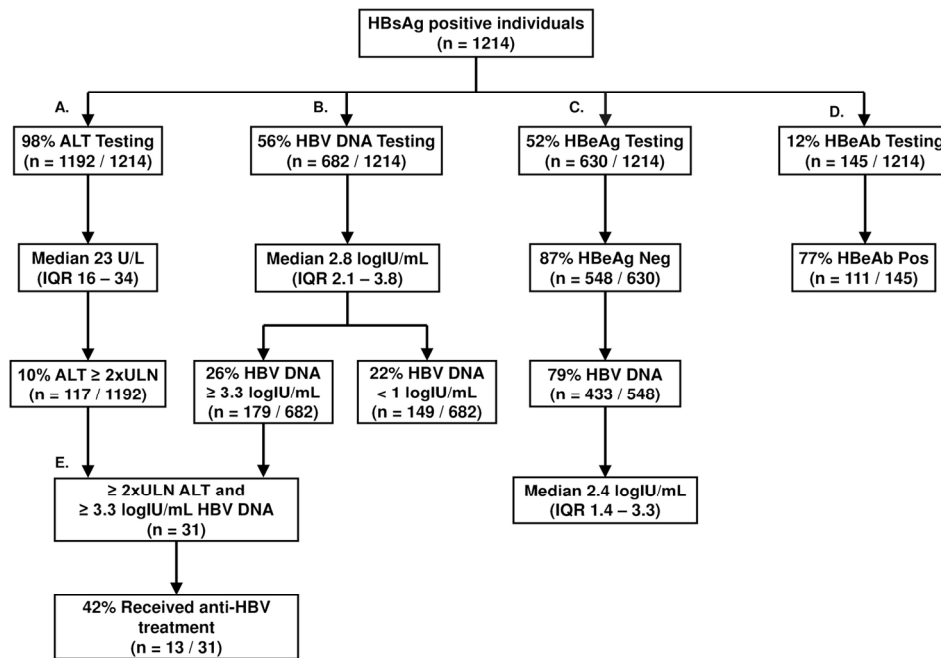 HBsAg positive individuals
(n = 1214)
A.
B.
C.
D.
98% ALT Testing
(n = 1192 / 1214)
56% HBV DNA Testing
(n = 682 / 1214)
52% HBeAg Testing
(n = 630 / 1214)
12% HBeAb Testing
(n = 145 / 1214)
Median 23 U/L
(IQR 16 – 34)
Median 2.8 logIU/mL
(IQR 2.1 – 3.8)
87% HBeAg Neg
(n = 548 / 630)
77% HBeAb Pos
(n = 111 / 145)
10% ALT ≥ 2xULN
(n = 117 / 1192)
26% HBV DNA
≥ 3.3 logIU/mL
(n = 179 / 682)
22% HBV DNA
< 1 logIU/mL
(n = 149 / 682)
79% HBV DNA
(n = 433 / 548)
E.
≥ 2xULN ALT and
≥ 3.3 logIU/mL HBV DNA
(n = 31)
Median 2.4 logIU/mL
(IQR 1.4 – 3.3)
42% Received anti-HBV
treatment
(n = 13 / 31)